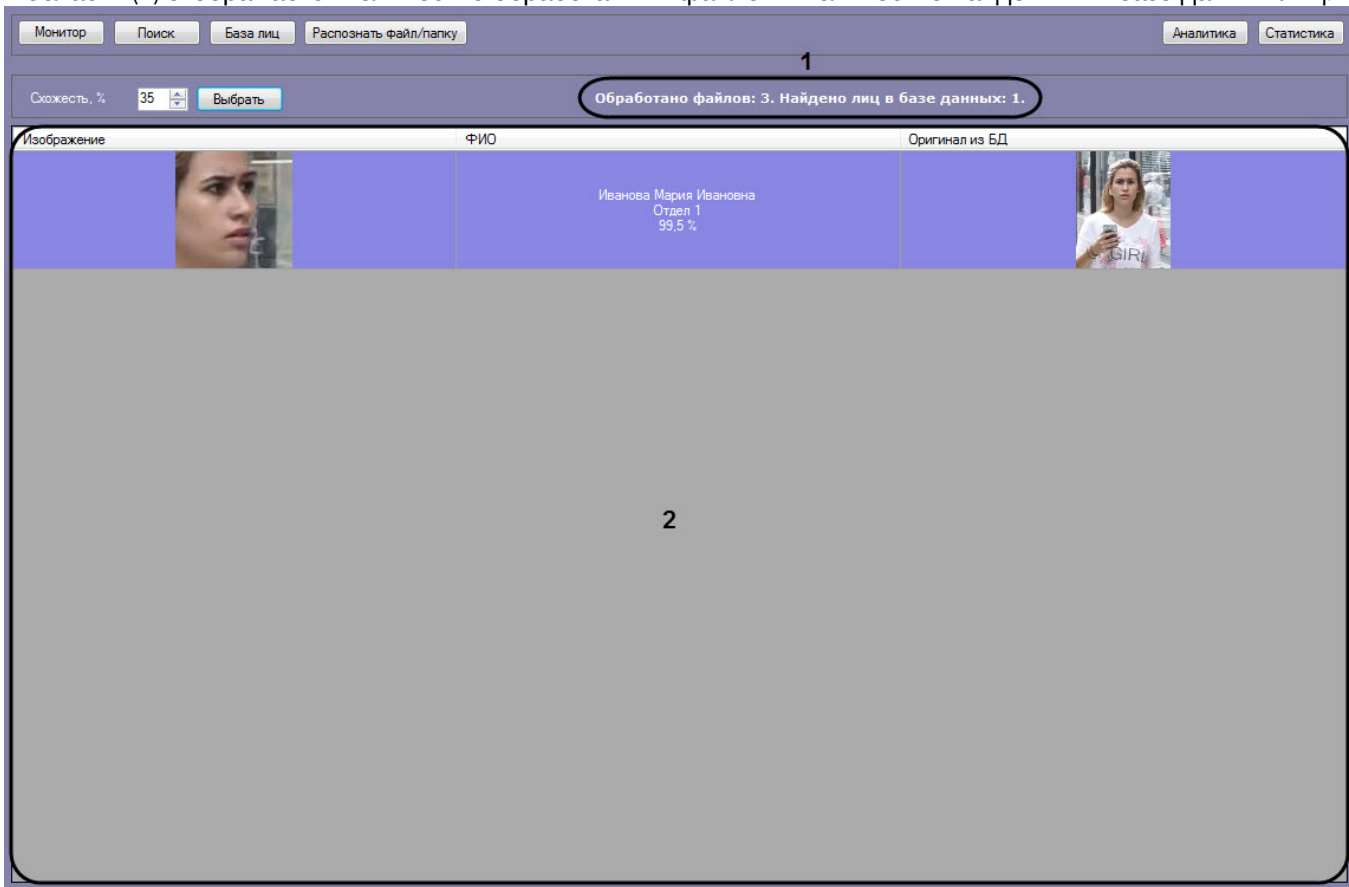 Монитор Поиск База лиц Распознать файл/папку Аналитика Статистика
1
Схожесть, % 35 Выбрать Обработано файлов: 3. Найдено лиц в базе данных: 1.
Изображение ФИО Оригинал из БД
Иванова Мария Ивановна
Отдел 1
99,5 %
GIRL
2